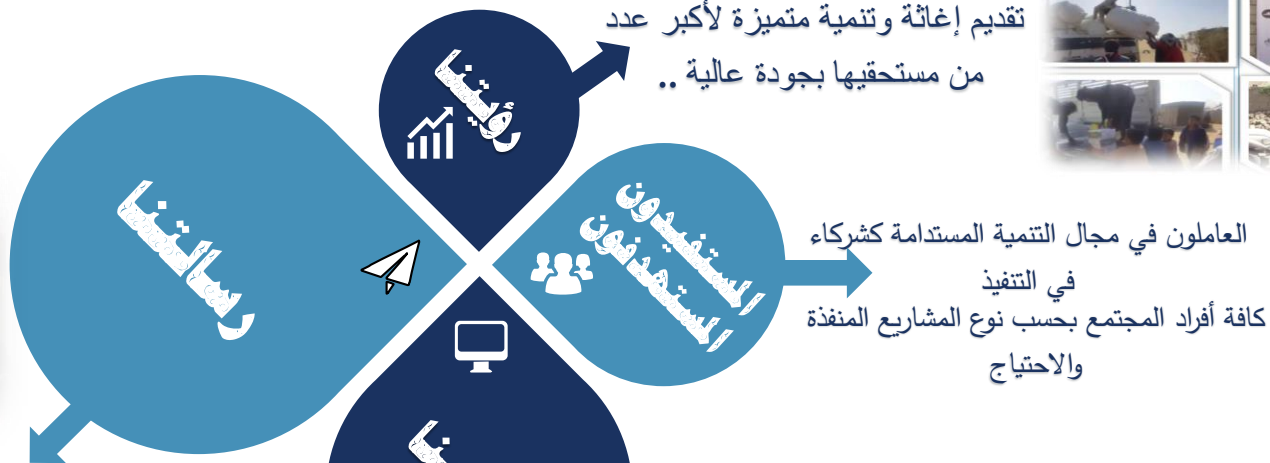 تقديم إغاثة وتنمية متميزة لأكبر عدد
من مستحقيها بجودة عالية ..
رؤيتنا
رسالتنا
المستفيدون
المستهدفون
العاملون في مجال التنمية المستدامة كشركاء
في التنفيذ
كافة أفراد المجتمع بحسب نوع المشاريع المنفذة
والاحتياج